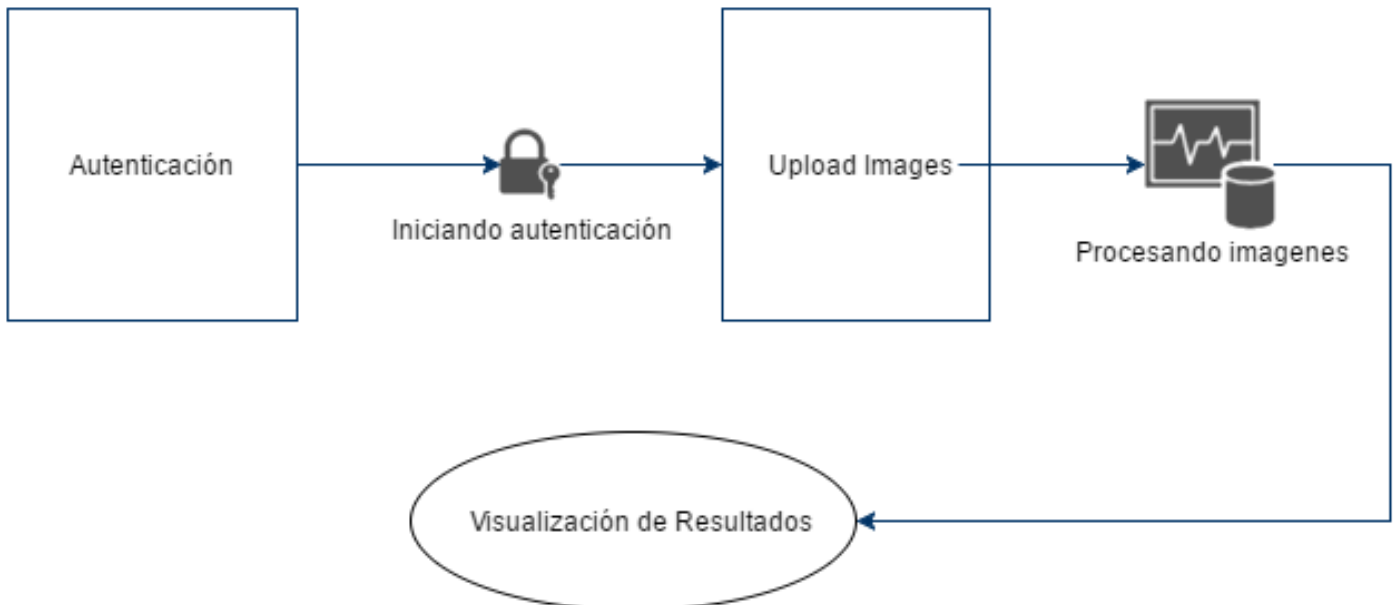 Autenticación
Iniciando autenticación
Upload Images
Procesando imagenes
Visualización de Resultados